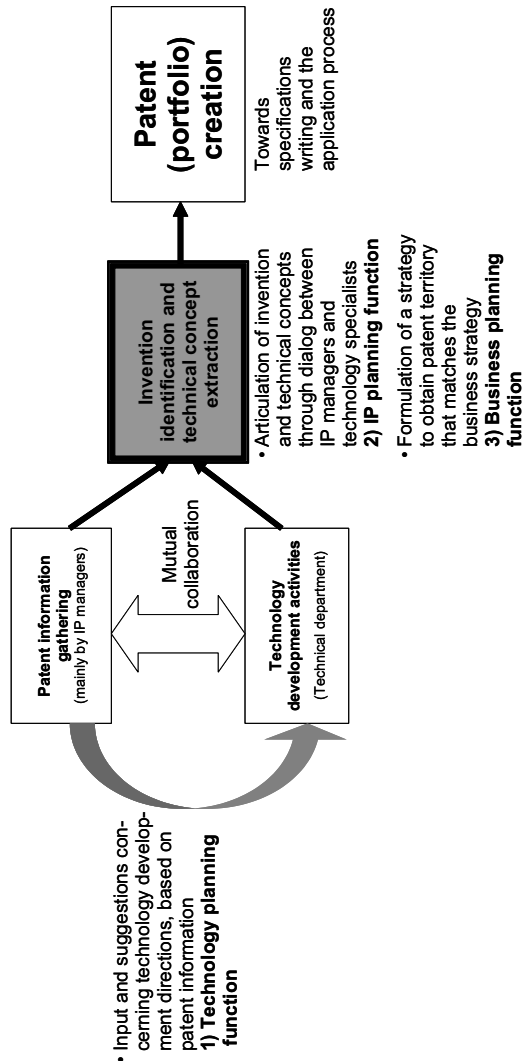 • Input and suggestions con-
cerning technology develop-
ment directions, based on
patent information
1) Technology planning
function
Patent information
gathering
(mainly by IP managers)
Mutual
collaboration
Technology
development activities
(Technical department)
Invention
identification and
technical concept
extraction
• Articulation of invention
and technical concepts
through dialog between
IP managers and
technology specialists
2) IP planning function
• Formulation of a strategy
to obtain patent territory
that matches the
business strategy
3) Business planning
function
Patent
(portfolio)
creation
Towards
specifications
writing and the
application process